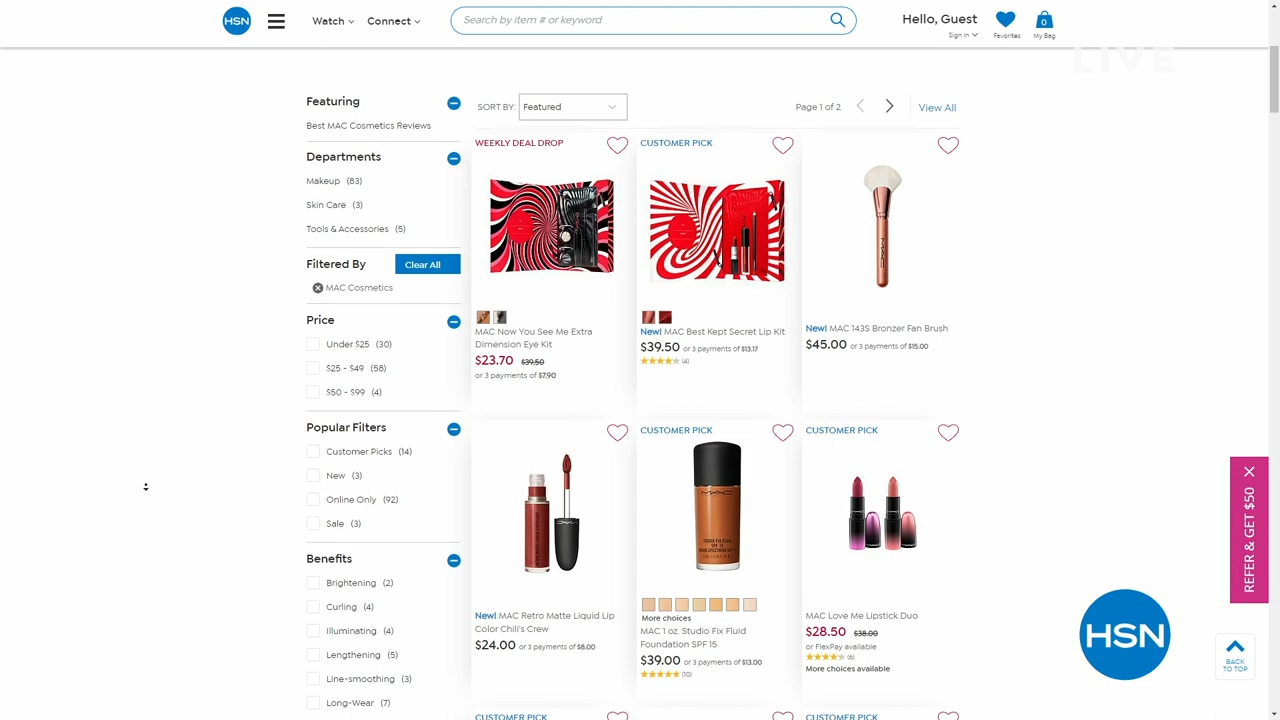 HSN
Watch
Connect
Search by item # or keyword
Hello, Guest
Sign In
Favorites
0
My Bag
LIVE
Featuring
Best MAC Cosmetics Reviews
Departments
Makeup (83)
Skin Care (3)
Tools & Accessories (5)
Filtered By
Clear All
MAC Cosmetics
Price
Under $25 (30)
$25 - $49 (58)
$50 - $99 (4)
Popular Filters
Customer Picks (14)
New (3)
Online Only (92)
Sale (3)
Benefits
Brightening (2)
Curling (4)
Illuminating (4)
Lengthening (5)
Line-smoothing (3)
Long-Wear (7)
SORT BY: Featured
Page 1 of 2
View All
WEEKLY DEAL DROP
MAC Now You See Me Extra
Dimension Eye Kit
$23.70 $39.50
or 3 payments of $7.90
CUSTOMER PICK
New! MAC Best Kept Secret Lip Kit
$39.50 or 3 payments of $13.17
(4)
MAC
New! MAC 143S Bronzer Fan Brush
$45.00 or 3 payments of $15.00
New! MAC Retro Matte Liquid Lip
Color Chili's Crew
$24.00 or 3 payments of $8.00
CUSTOMER PICK
MAC
STUDIO FIX FLUID
More choices
MAC 1 oz. Studio Fix Fluid
Foundation SPF 15
$39.00 or 3 payments of $13.00
(10)
CUSTOMER PICK
MAC Love Me Lipstick Duo
$28.50 $38.00
or FlexPay available
(6)
More choices available
CUSTOMER PICK
CUSTOMER PICK
REFER & GET $50
HSN
BACK
TO TOP